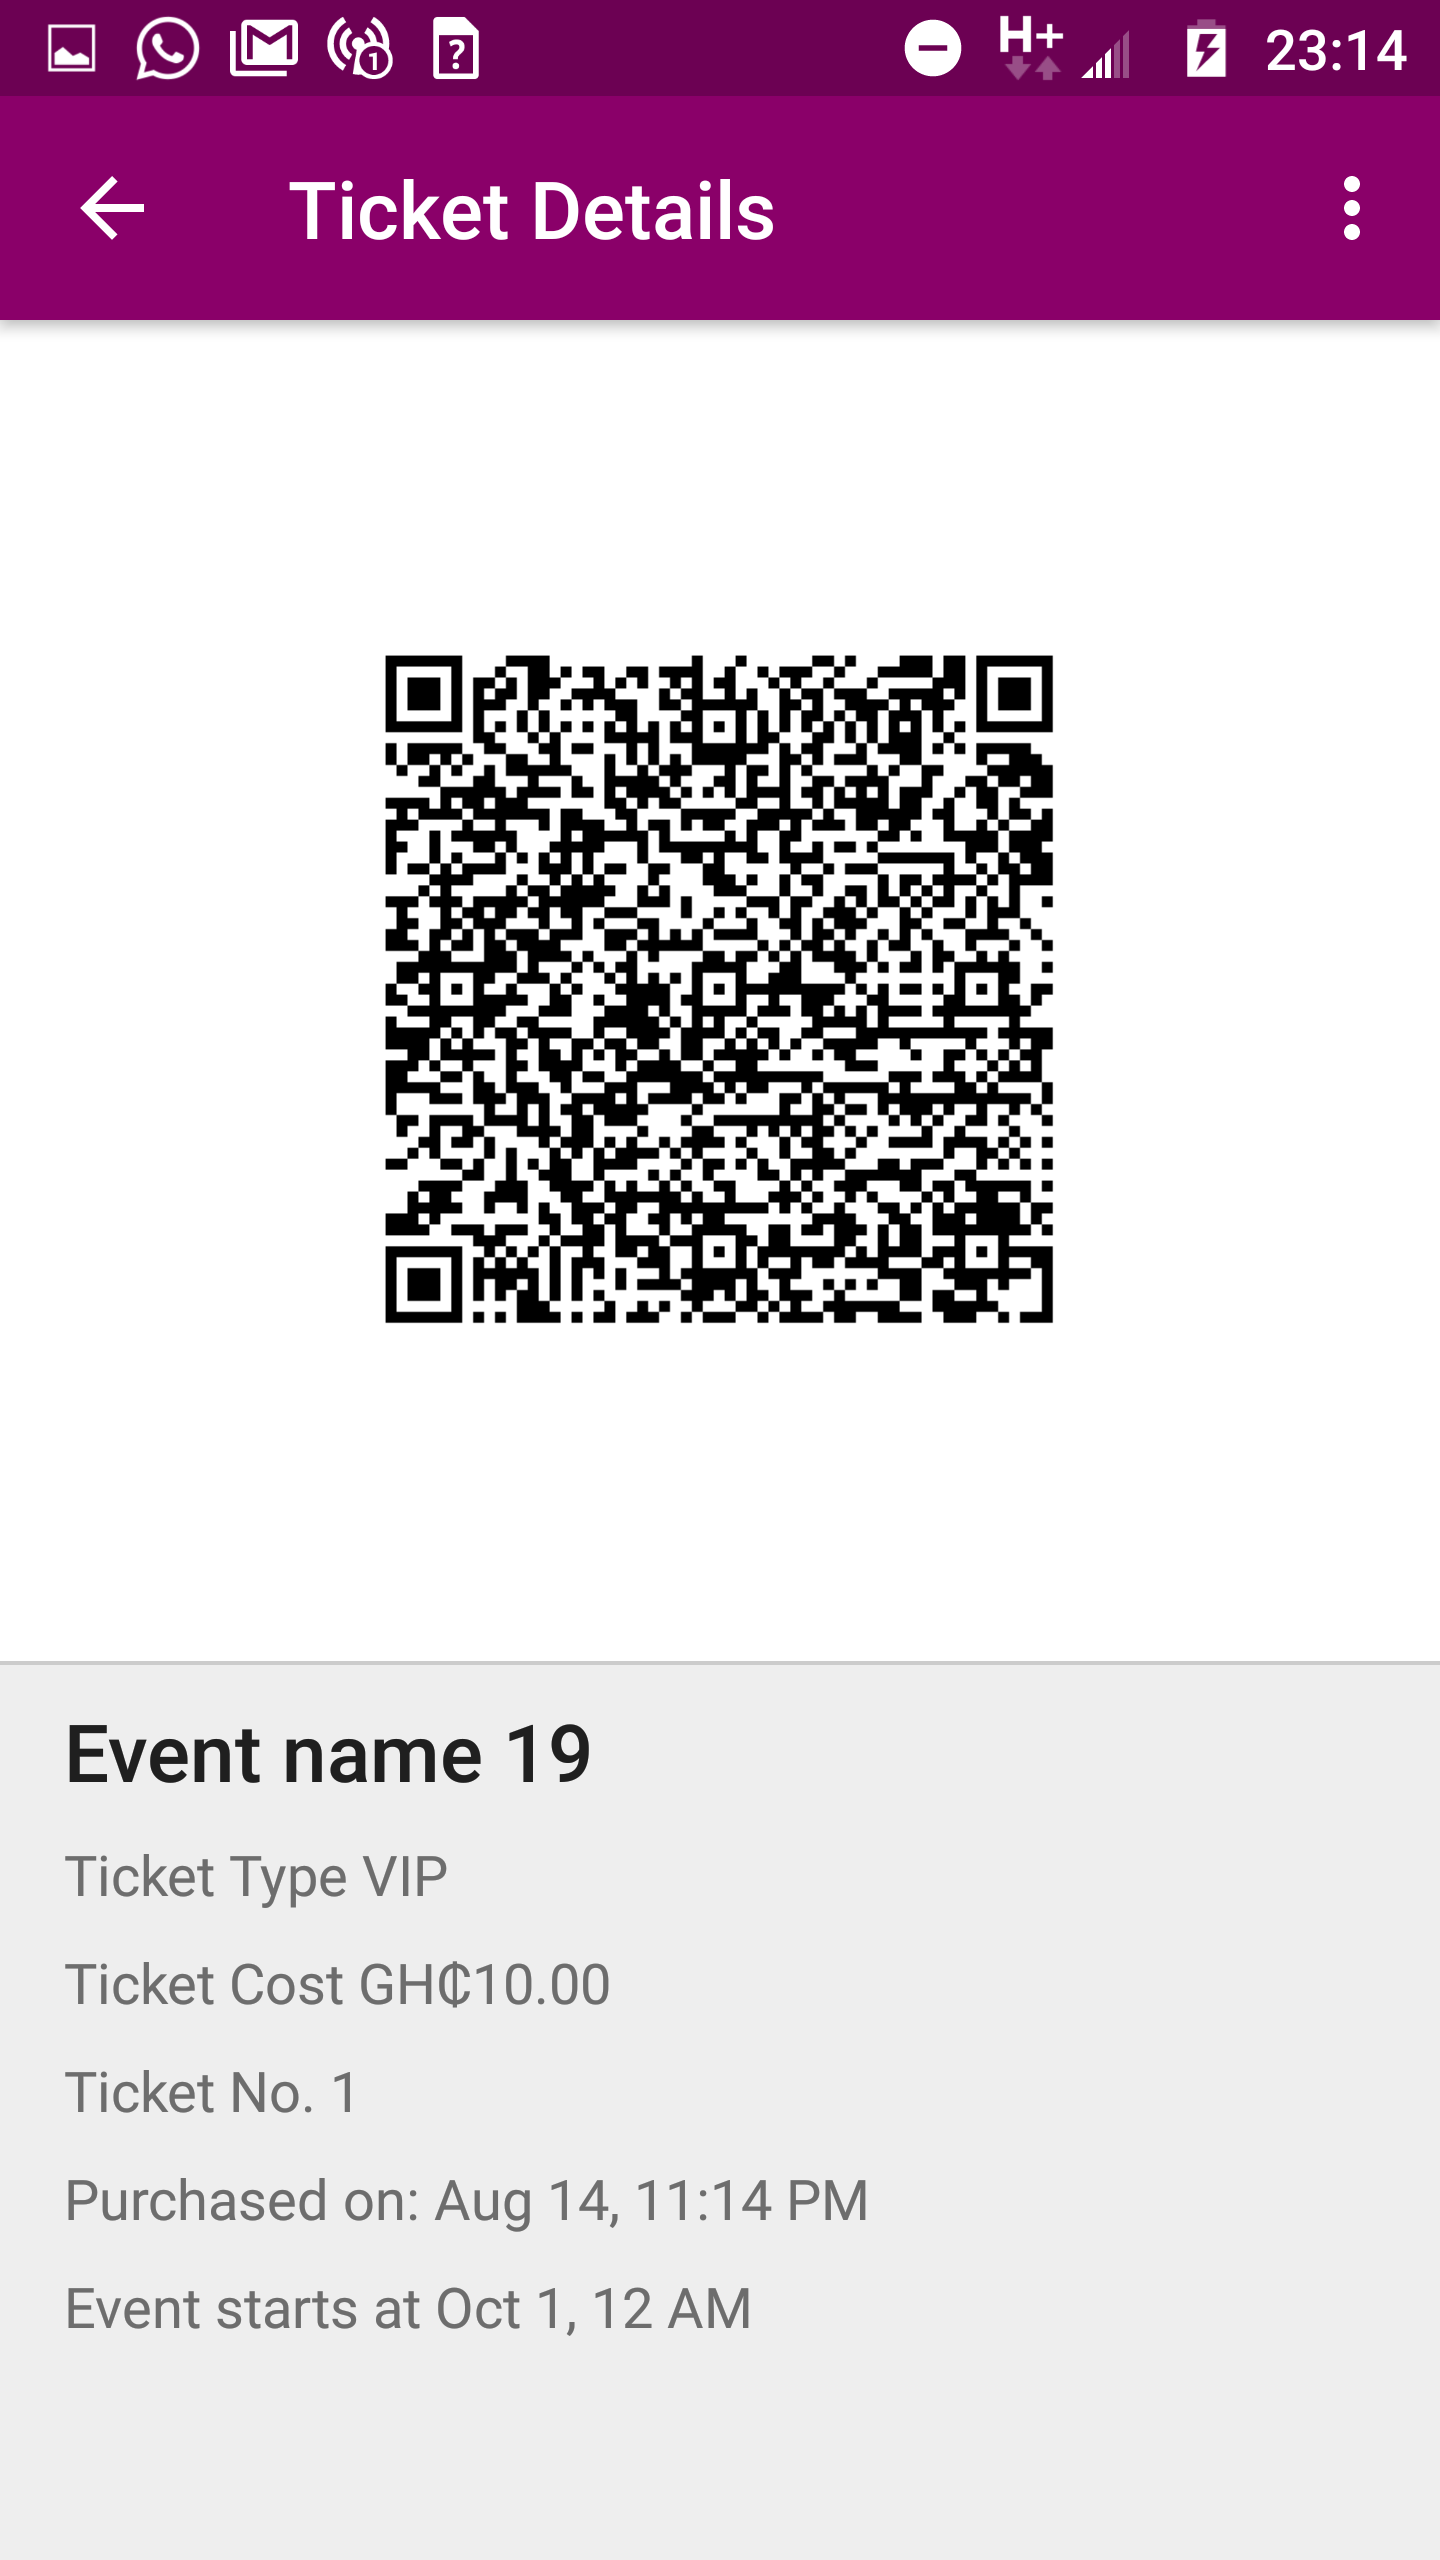 H+ 23:14
Ticket Details
Event name 19
Ticket Type VIP
Ticket Cost GH₵10.00
Ticket No. 1
Purchased on: Aug 14, 11:14 PM
Event starts at Oct 1, 12 AM